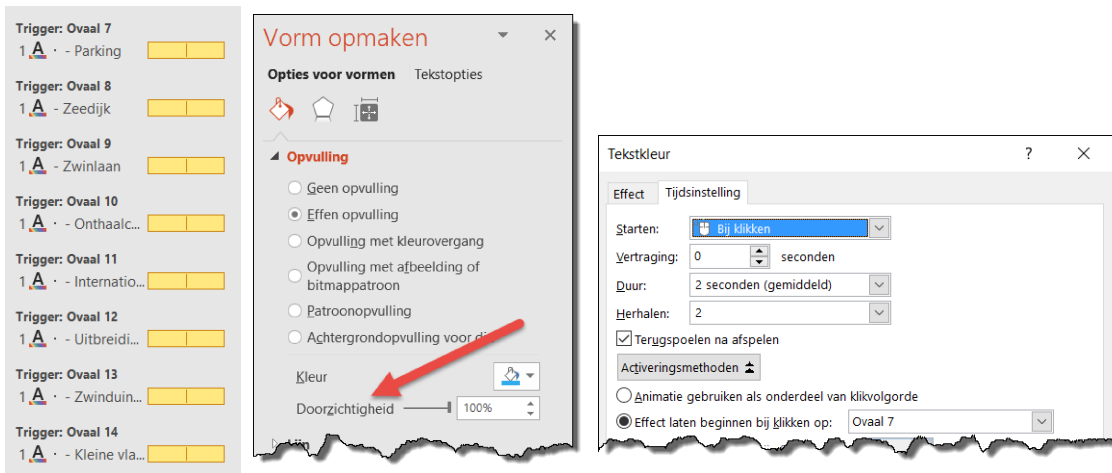 Trigger: Ovaal 7
1 A - Parking
Trigger: Ovaal 8
1 A - Zeedijk
Trigger: Ovaal 9
1 A - Zwinlaan
Trigger: Ovaal 10
1 A - Onthaalc...
Trigger: Ovaal 11
1 A - Internatio...
Trigger: Ovaal 12
1 A - Uitbreidi...
Trigger: Ovaal 13
1 A - Zwinduin...
Trigger: Ovaal 14
1 A - Kleine vla...
Vorm opmaken
Opties voor vormen Tekstopties
Opvulling
Geen opvulling
Effen opvulling
Opvulling met kleurovergang
Opvulling met afbeelding of
bitmappatroon
Patroonopvulling
Achtergrondopvulling voor di
Kleur
Doorzichtigheid 100%
Tekstkleur ?
Effect Tijdsinstelling
Starten: Bij klikken
Vertraging: 0 seconden
Duur: 2 seconden (gemiddeld)
Herhalen: 2
Terugspoelen na afspelen
Activeringsmethoden
Animatie gebruiken als onderdeel van klikvolgorde
Effect laten beginnen bij klikken op: Ovaal 7